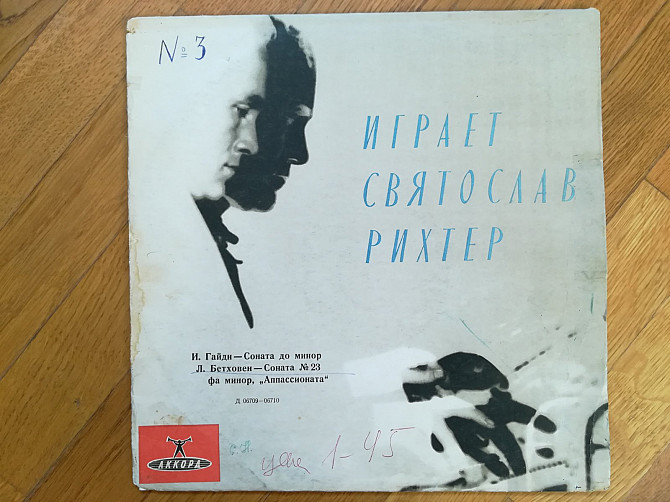 № 3
ИГРАЕТ
СВЯТОСЛАВ
РИХТЕР
И. Гайдн—Соната до минор
Л. Бетховен—Соната № 23
фа минор, „Аппассионата“
Д 06709—06710
цена 1-45
АККОРД